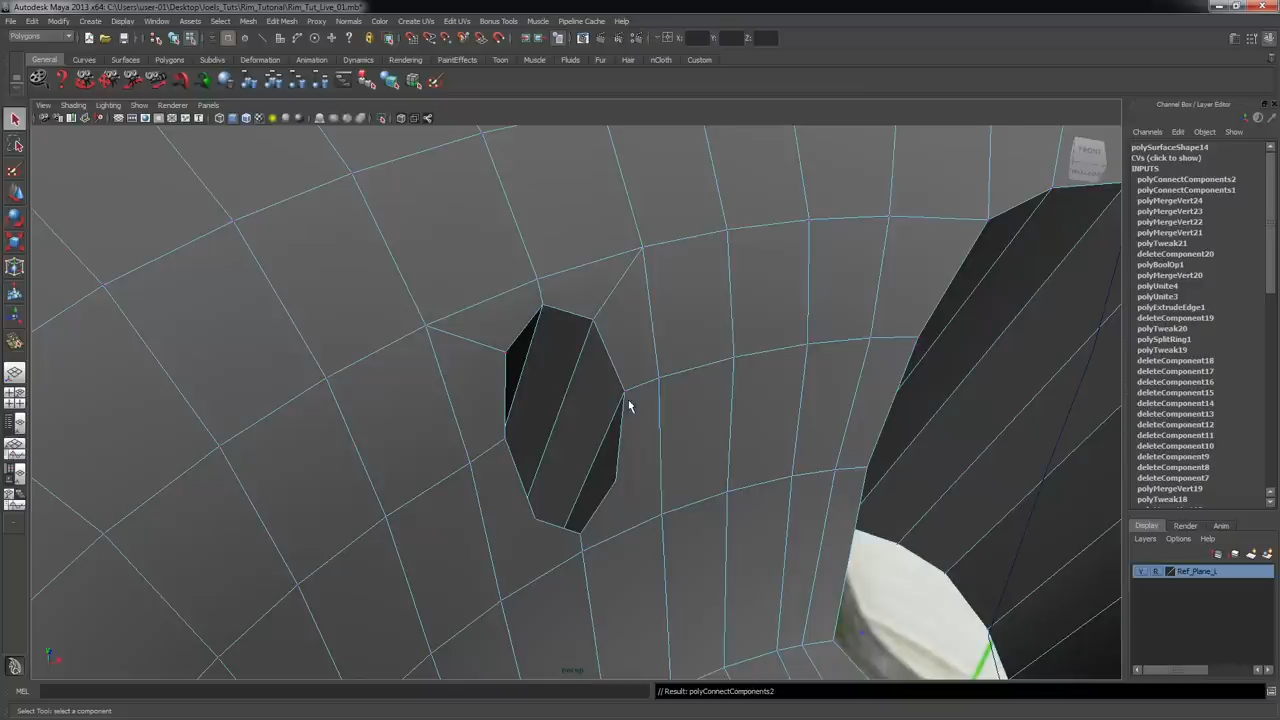 Autodesk Maya 2013 x64: C:\Users\user-01\Desktop\Joels_Tuts\Rim_Tutorial\Rim_Tut_Live_01.mb*
File Edit Modify Create Display Window Assets Select Mesh Edit Mesh Proxy Normals Color Create UVs Edit UVs Bonus Tools Muscle Pipeline Cache Help
Polygons X: Y: Z:
General Curves Surfaces Polygons Subdivs Deformation Animation Dynamics Rendering PaintEffects Toon Muscle Fluids Fur Hair nCloth Custom
View Shading Lighting Show Renderer Panels
Channel Box / Layer Editor
Channels Edit Object Show
polySurfaceShape14
CVs (click to show)
INPUTS
polyConnectComponents2
polyConnectComponents1
polyMergeVert24
polyMergeVert23
polyMergeVert22
polyMergeVert21
polyTweak21
deleteComponent20
polyBoolOp1
polyMergeVert20
polyUnite4
polyUnite3
polyExtrudeEdge1
deleteComponent19
polyTweak20
polySplitRing1
polyTweak19
deleteComponent18
deleteComponent17
deleteComponent16
deleteComponent15
deleteComponent14
deleteComponent13
deleteComponent12
deleteComponent11
deleteComponent10
deleteComponent9
deleteComponent8
deleteComponent7
polyMergeVert19
polyTweak18
FRONT
Display Render Anim
Layers Options Help
V R Ref_Plane_L
persp
MEL // Result: polyConnectComponents2
Select Tool: select a component